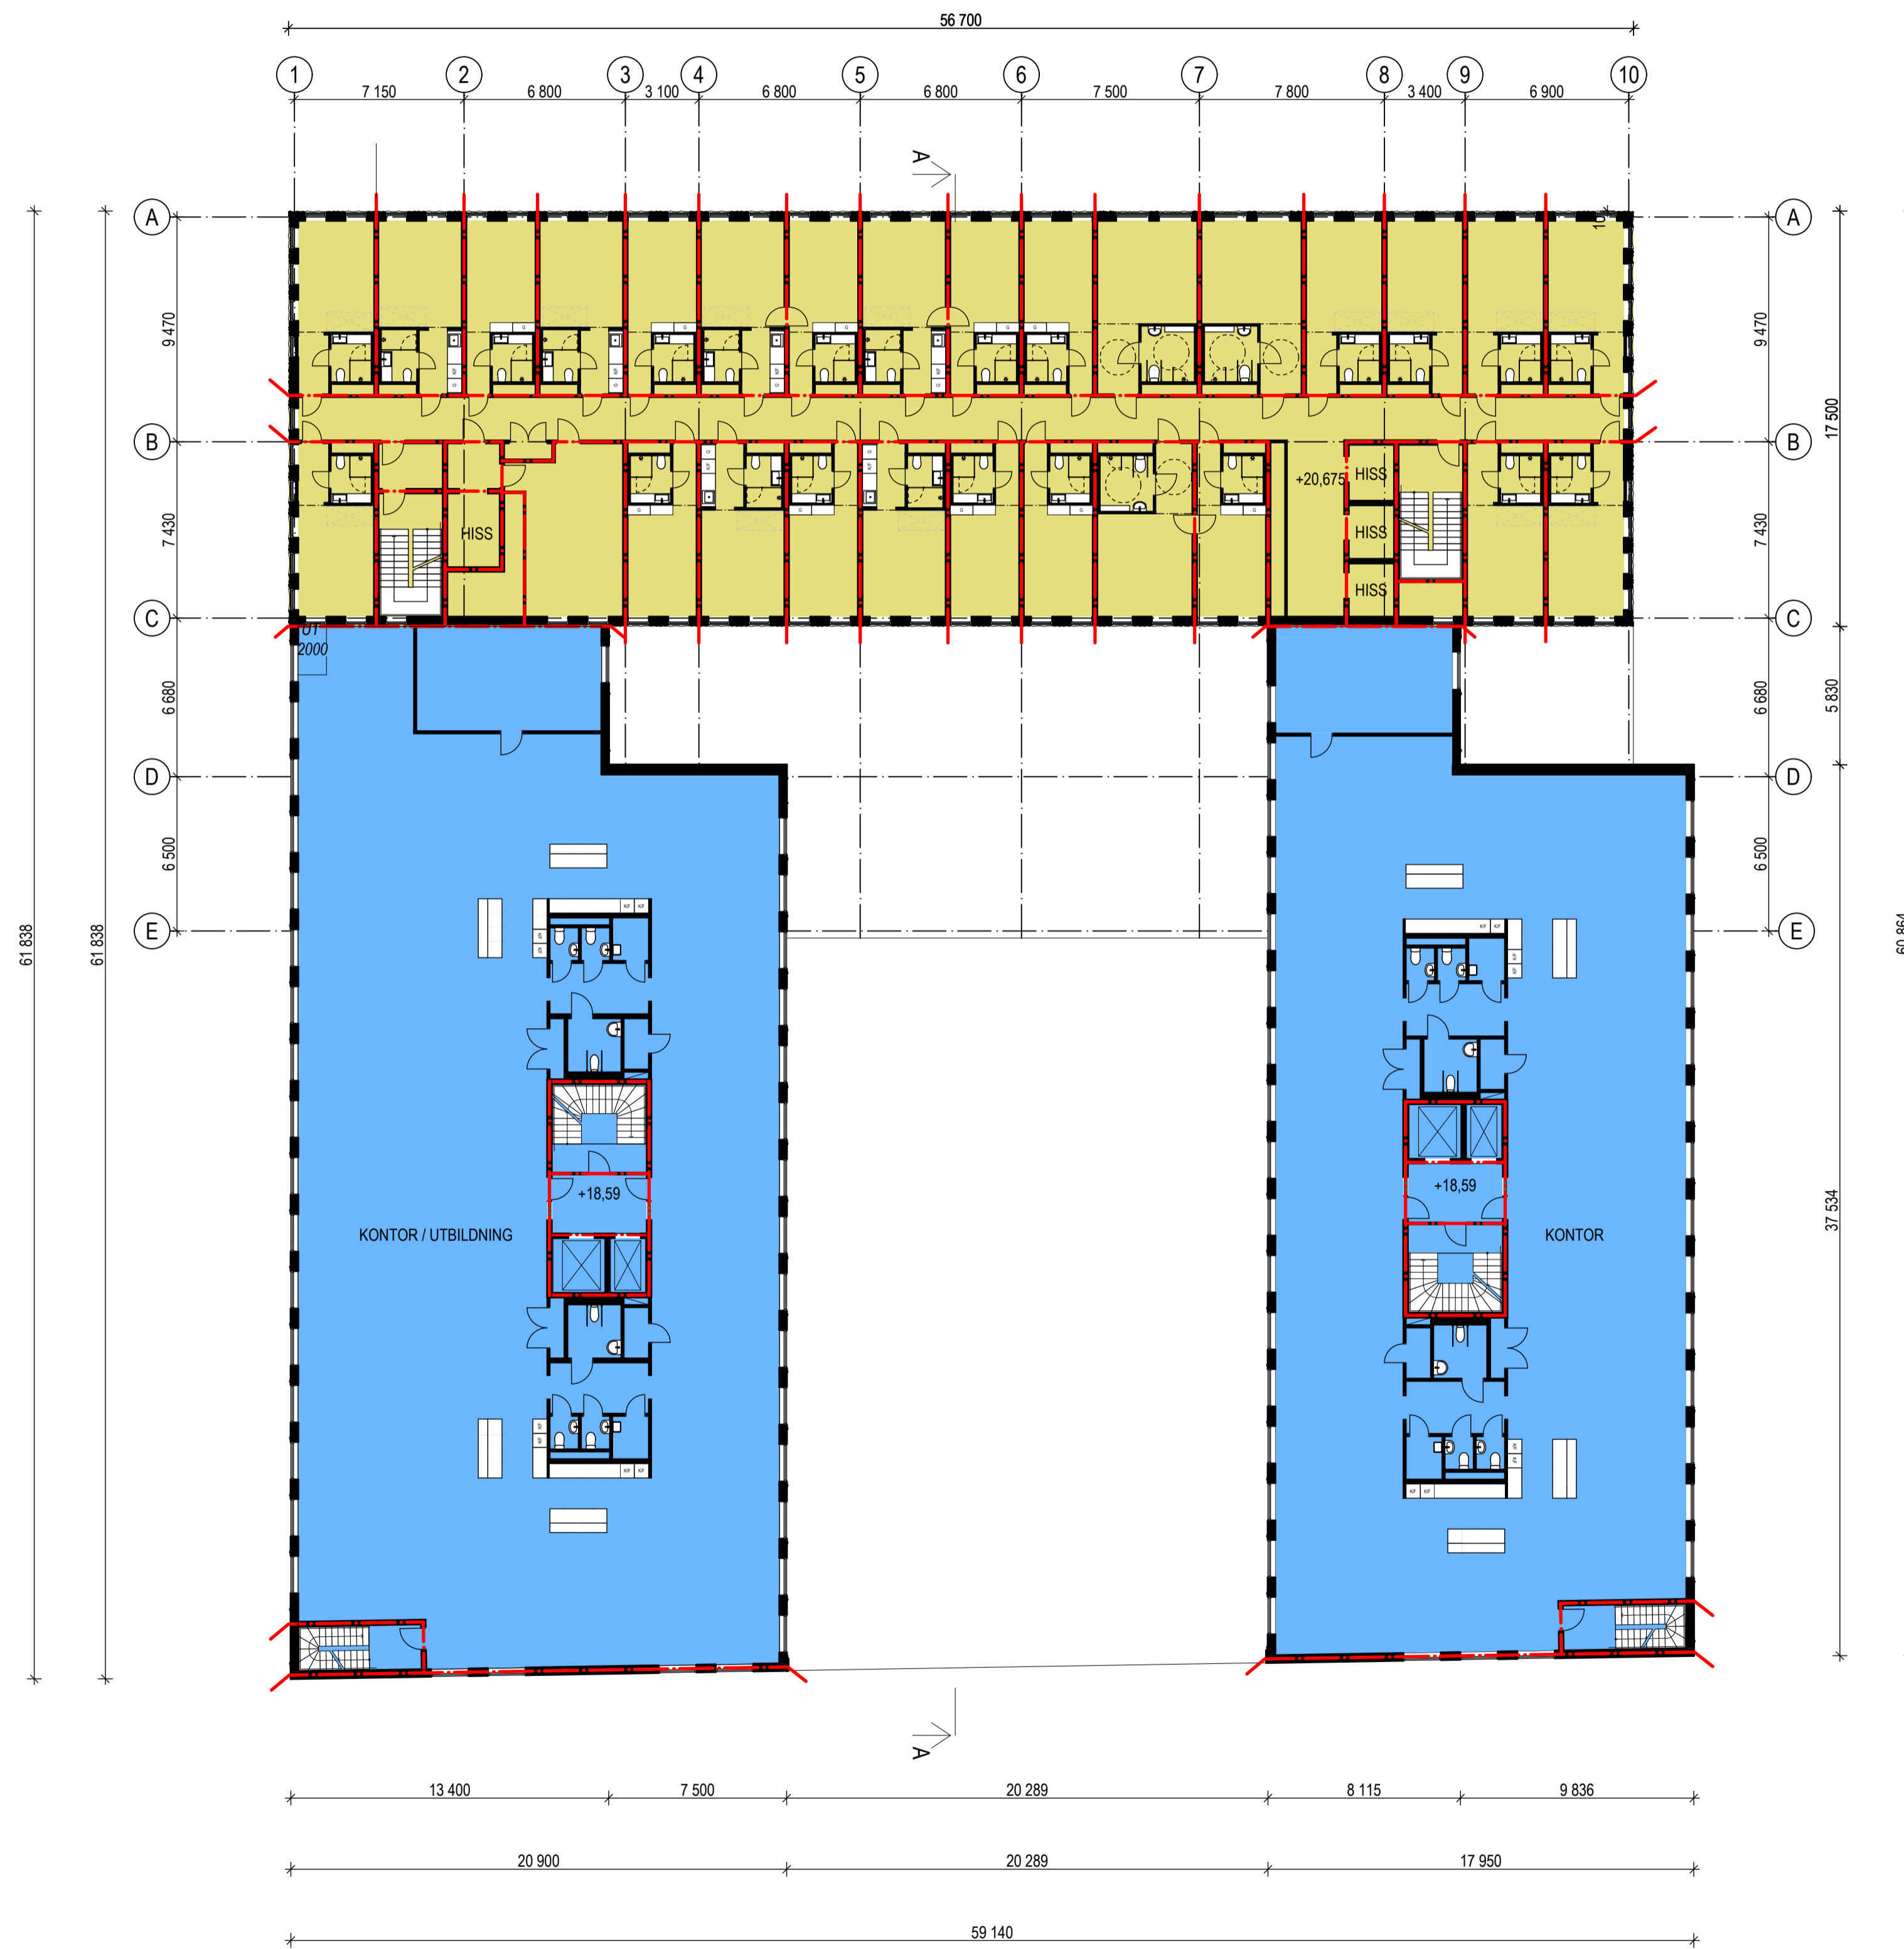 56 700
1 2 3 4 5 6 7 8 9 10
7 150 6 800 3 100 6 800 6 800 7 500 7 800 3 400 6 900
A
A A
9 470 9 470
17 500
G G G G G G G G G
K/F K/F K/F K/F
G G G G
B B
+20,675 HISS
G K/F G K/F
HISS HISS
G G G G G
7 430 7 430
HISS
C C
01
2000
6 680 6 680 5 830
D D
6 500 6 500
K/F K/F
K/F K/F
K/F K/F
K/F K/F
E E
61 838 61 838 60 864
+18,59 +18,59
37 534
KONTOR / UTBILDNING KONTOR
K/F K/F
K/F K/F
K/F K/F
K/F K/F
A
13 400 7 500 20 289 8 115 9 836
20 900 20 289 17 950
59 140